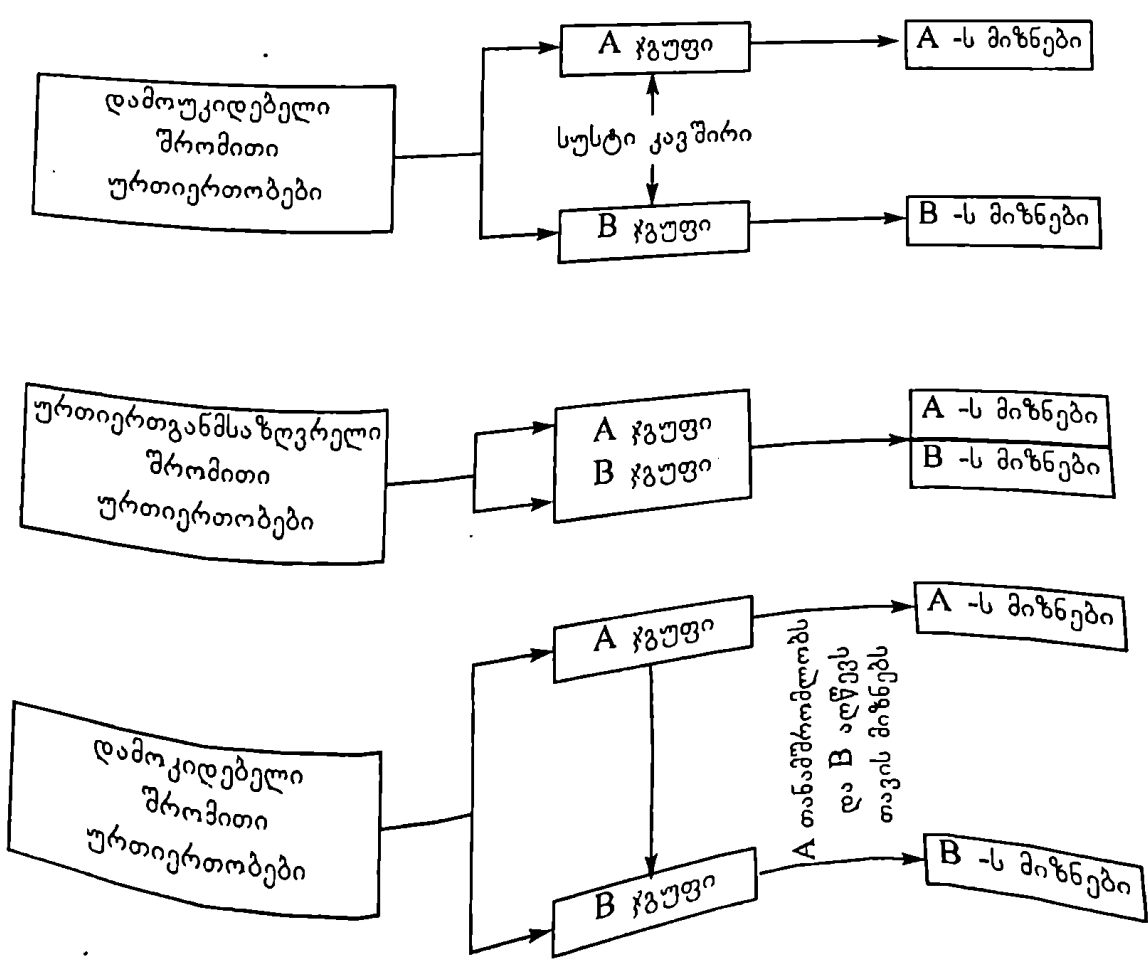 დამოუკიდებელი
შრომითი
ურთიერთობები
A ჯგუფი
A -ს მიზნები
სუსტი კავშირი
B ჯგუფი
B -ს მიზნები
ურთიერთგანმსაზღვრელი
შრომითი
ურთიერთობები
A ჯგუფი
B ჯგუფი
A -ს მიზნები
B -ს მიზნები
დამოკიდებელი
შრომითი
ურთიერთობები
A ჯგუფი
A -ს მიზნები
A თანამშრომლობს
და B აღწევს
თავის მიზნებს
B ჯგუფი
B -ს მიზნები